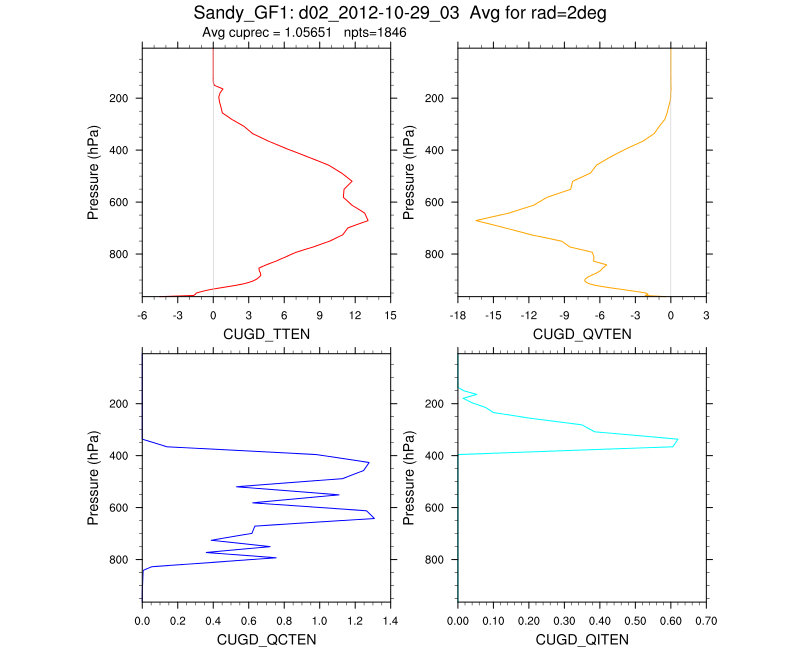 Sandy_GF1: d02_2012-10-29_03  Avg for rad=2deg
Avg cuprec = 1.05651   npts=1846
Pressure (hPa)
200
400
600
800
-6 -3 0 3 6 9 12 15
CUGD_TTEN
Pressure (hPa)
200
400
600
800
-18 -15 -12 -9 -6 -3 0 3
CUGD_QVTEN
Pressure (hPa)
200
400
600
800
0.0 0.2 0.4 0.6 0.8 1.0 1.2 1.4
CUGD_QCTEN
Pressure (hPa)
200
400
600
800
0.00 0.10 0.20 0.30 0.40 0.50 0.60 0.70
CUGD_QITEN